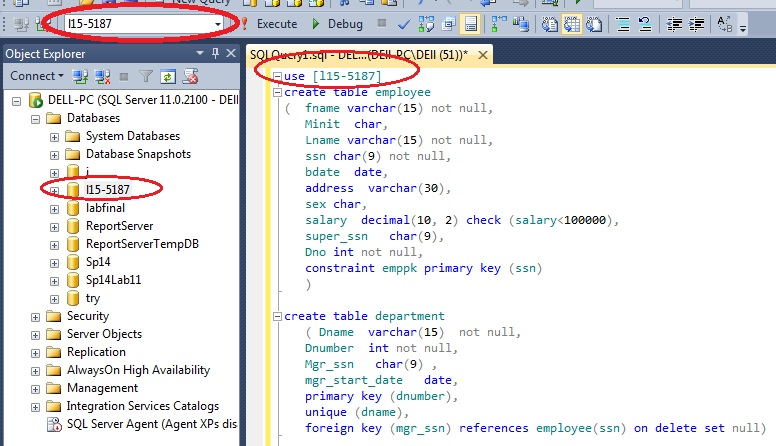 New Query
l15-5187
Execute
Debug
Object Explorer
SQLQuery1.sql - DEL...(DELL-PC\DEll (51))*
Connect
DELL-PC (SQL Server 11.0.2100 - DEll
Databases
System Databases
Database Snapshots
j
l15-5187
labfinal
ReportServer
ReportServerTempDB
Sp14
Sp14Lab11
try
Security
Server Objects
Replication
AlwaysOn High Availability
Management
Integration Services Catalogs
SQL Server Agent (Agent XPs dis
use [l15-5187]
create table employee
( fname varchar(15) not null,
Minit char,
Lname varchar(15) not null,
ssn char(9) not null,
bdate date,
address varchar(30),
sex char,
salary decimal(10, 2) check (salary<100000),
super_ssn char(9),
Dno int not null,
constraint emppk primary key (ssn)
)
create table department
( Dname varchar(15) not null,
Dnumber int not null,
Mgr_ssn char(9) ,
mgr_start_date date,
primary key (dnumber),
unique (dname),
foreign key (mgr_ssn) references employee(ssn) on delete set null)